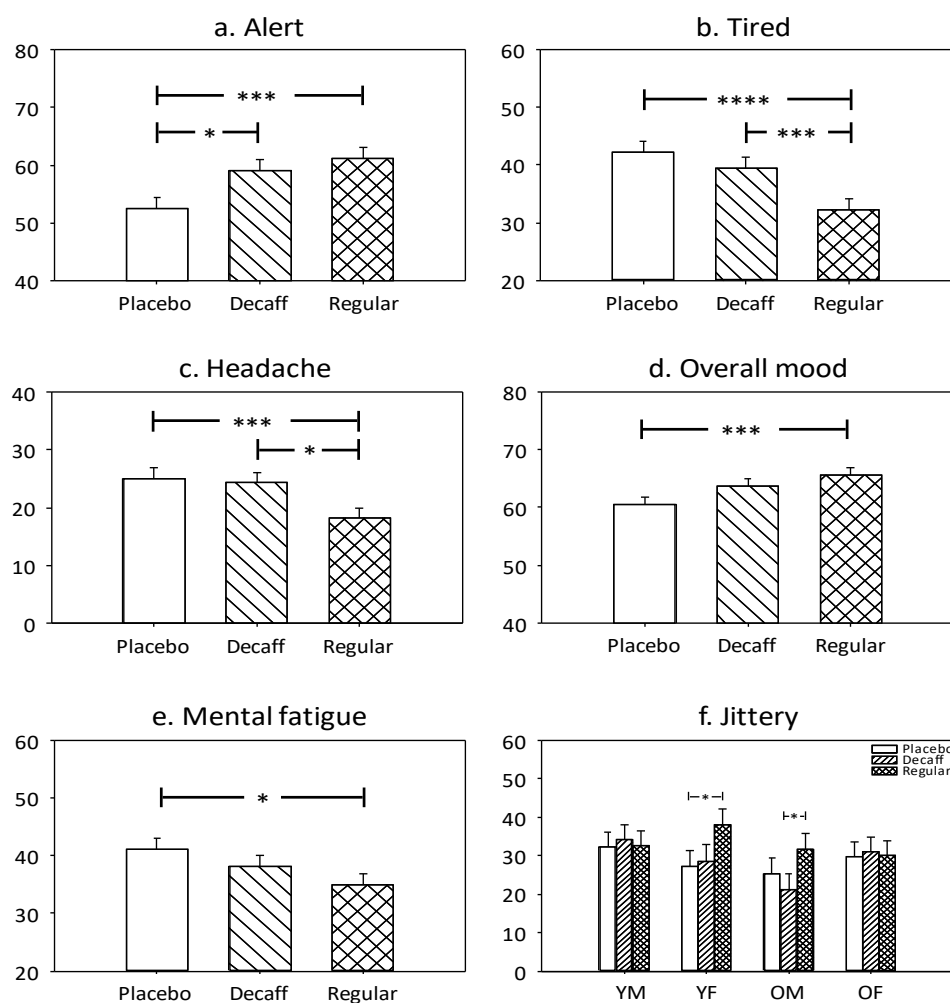 a. Alert
80
70
60
50
40
***
*
Placebo Decaff Regular
b. Tired
60
50
40
30
20
****
***
Placebo Decaff Regular
c. Headache
40
30
20
10
0
***
*
Placebo Decaff Regular
d. Overall mood
80
70
60
50
40
***
Placebo Decaff Regular
e. Mental fatigue
60
50
40
30
20
*
Placebo Decaff Regular
f. Jittery
60
50
40
30
20
10
0
Placebo
Decaff
Regular
*
*
YM YF OM OF